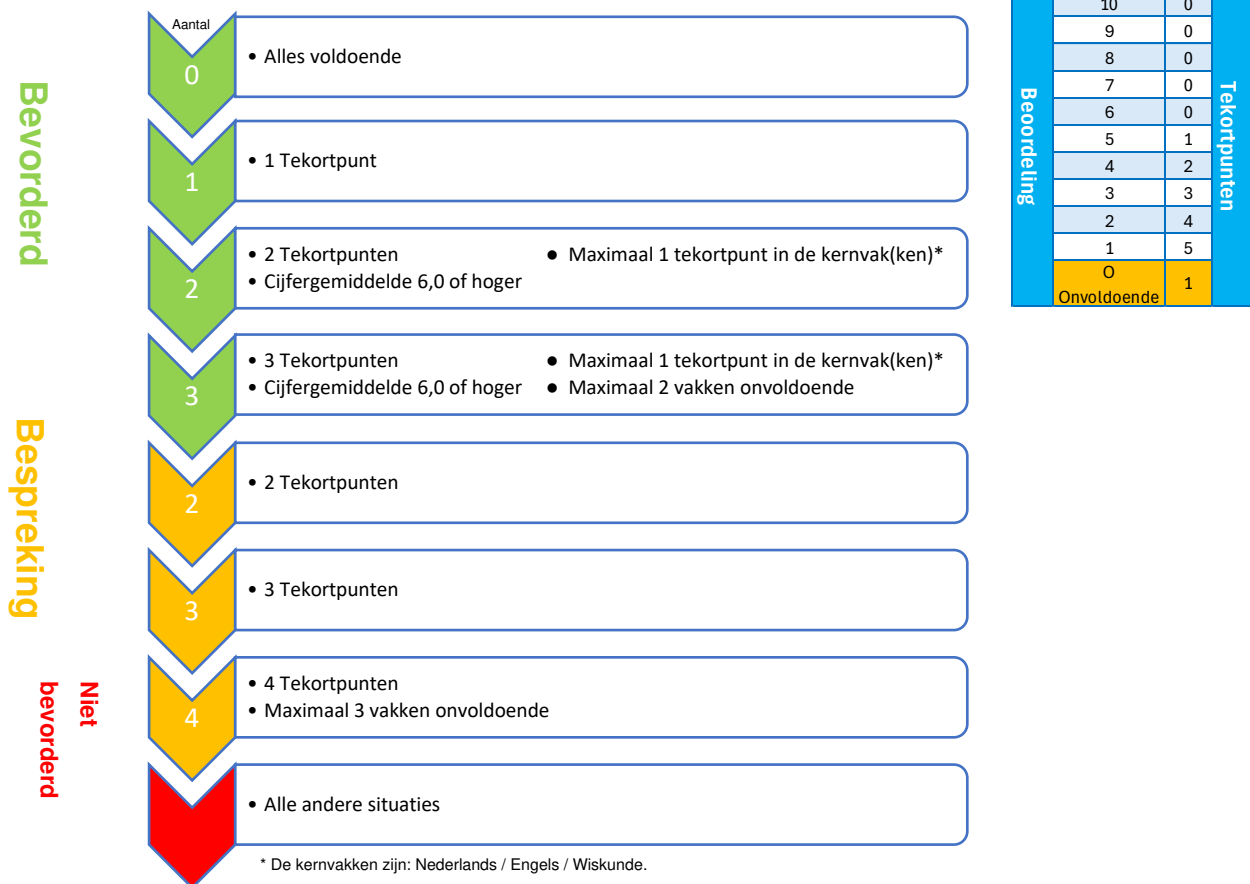 Aantal
0
• Alles voldoende
1
• 1 Tekortpunt
2
• 2 Tekortpunten ● Maximaal 1 tekortpunt in de kernvak(ken)*
• Cijfergemiddelde 6,0 of hoger
3
• 3 Tekortpunten ● Maximaal 1 tekortpunt in de kernvak(ken)*
• Cijfergemiddelde 6,0 of hoger ● Maximaal 2 vakken onvoldoende
2
• 2 Tekortpunten
3
• 3 Tekortpunten
4
• 4 Tekortpunten
• Maximaal 3 vakken onvoldoende
• Alle andere situaties
* De kernvakken zijn: Nederlands / Engels / Wiskunde.
Bevorderd
Bespreking
Niet
bevorderd
Beoordeling
10 0
9 0
8 0
7 0
6 0
5 1
4 2
3 3
2 4
1 5
O
Onvoldoende 1
Tekortpunten